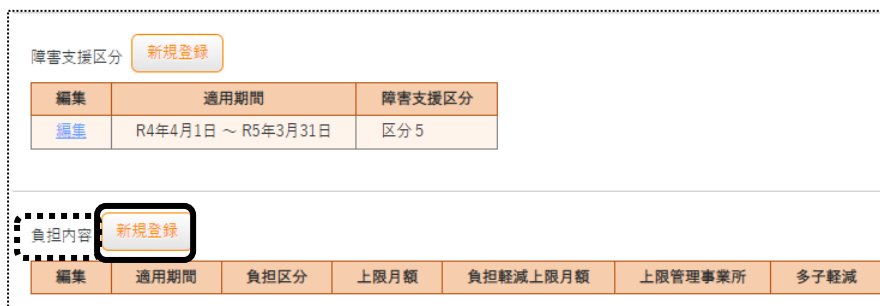 障害支援区分 新規登録
編集 適用期間 障害支援区分
編集 R4年4月1日 ～ R5年3月31日 区分５
負担内容 新規登録
編集 適用期間 負担区分 上限月額 負担軽減上限月額 上限管理事業所 多子軽減